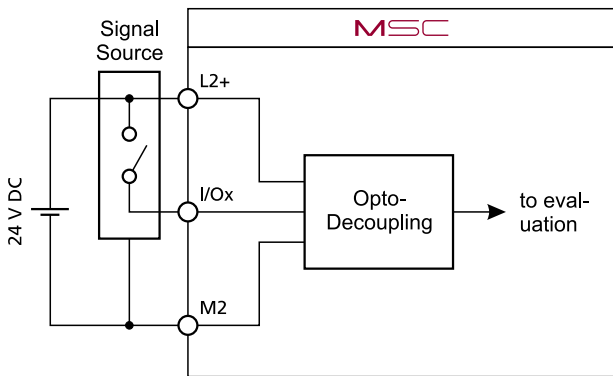 Signal
Source
MSC
L2+
24 V DC
I/Ox
Opto-
Decoupling
to eval-
uation
M2